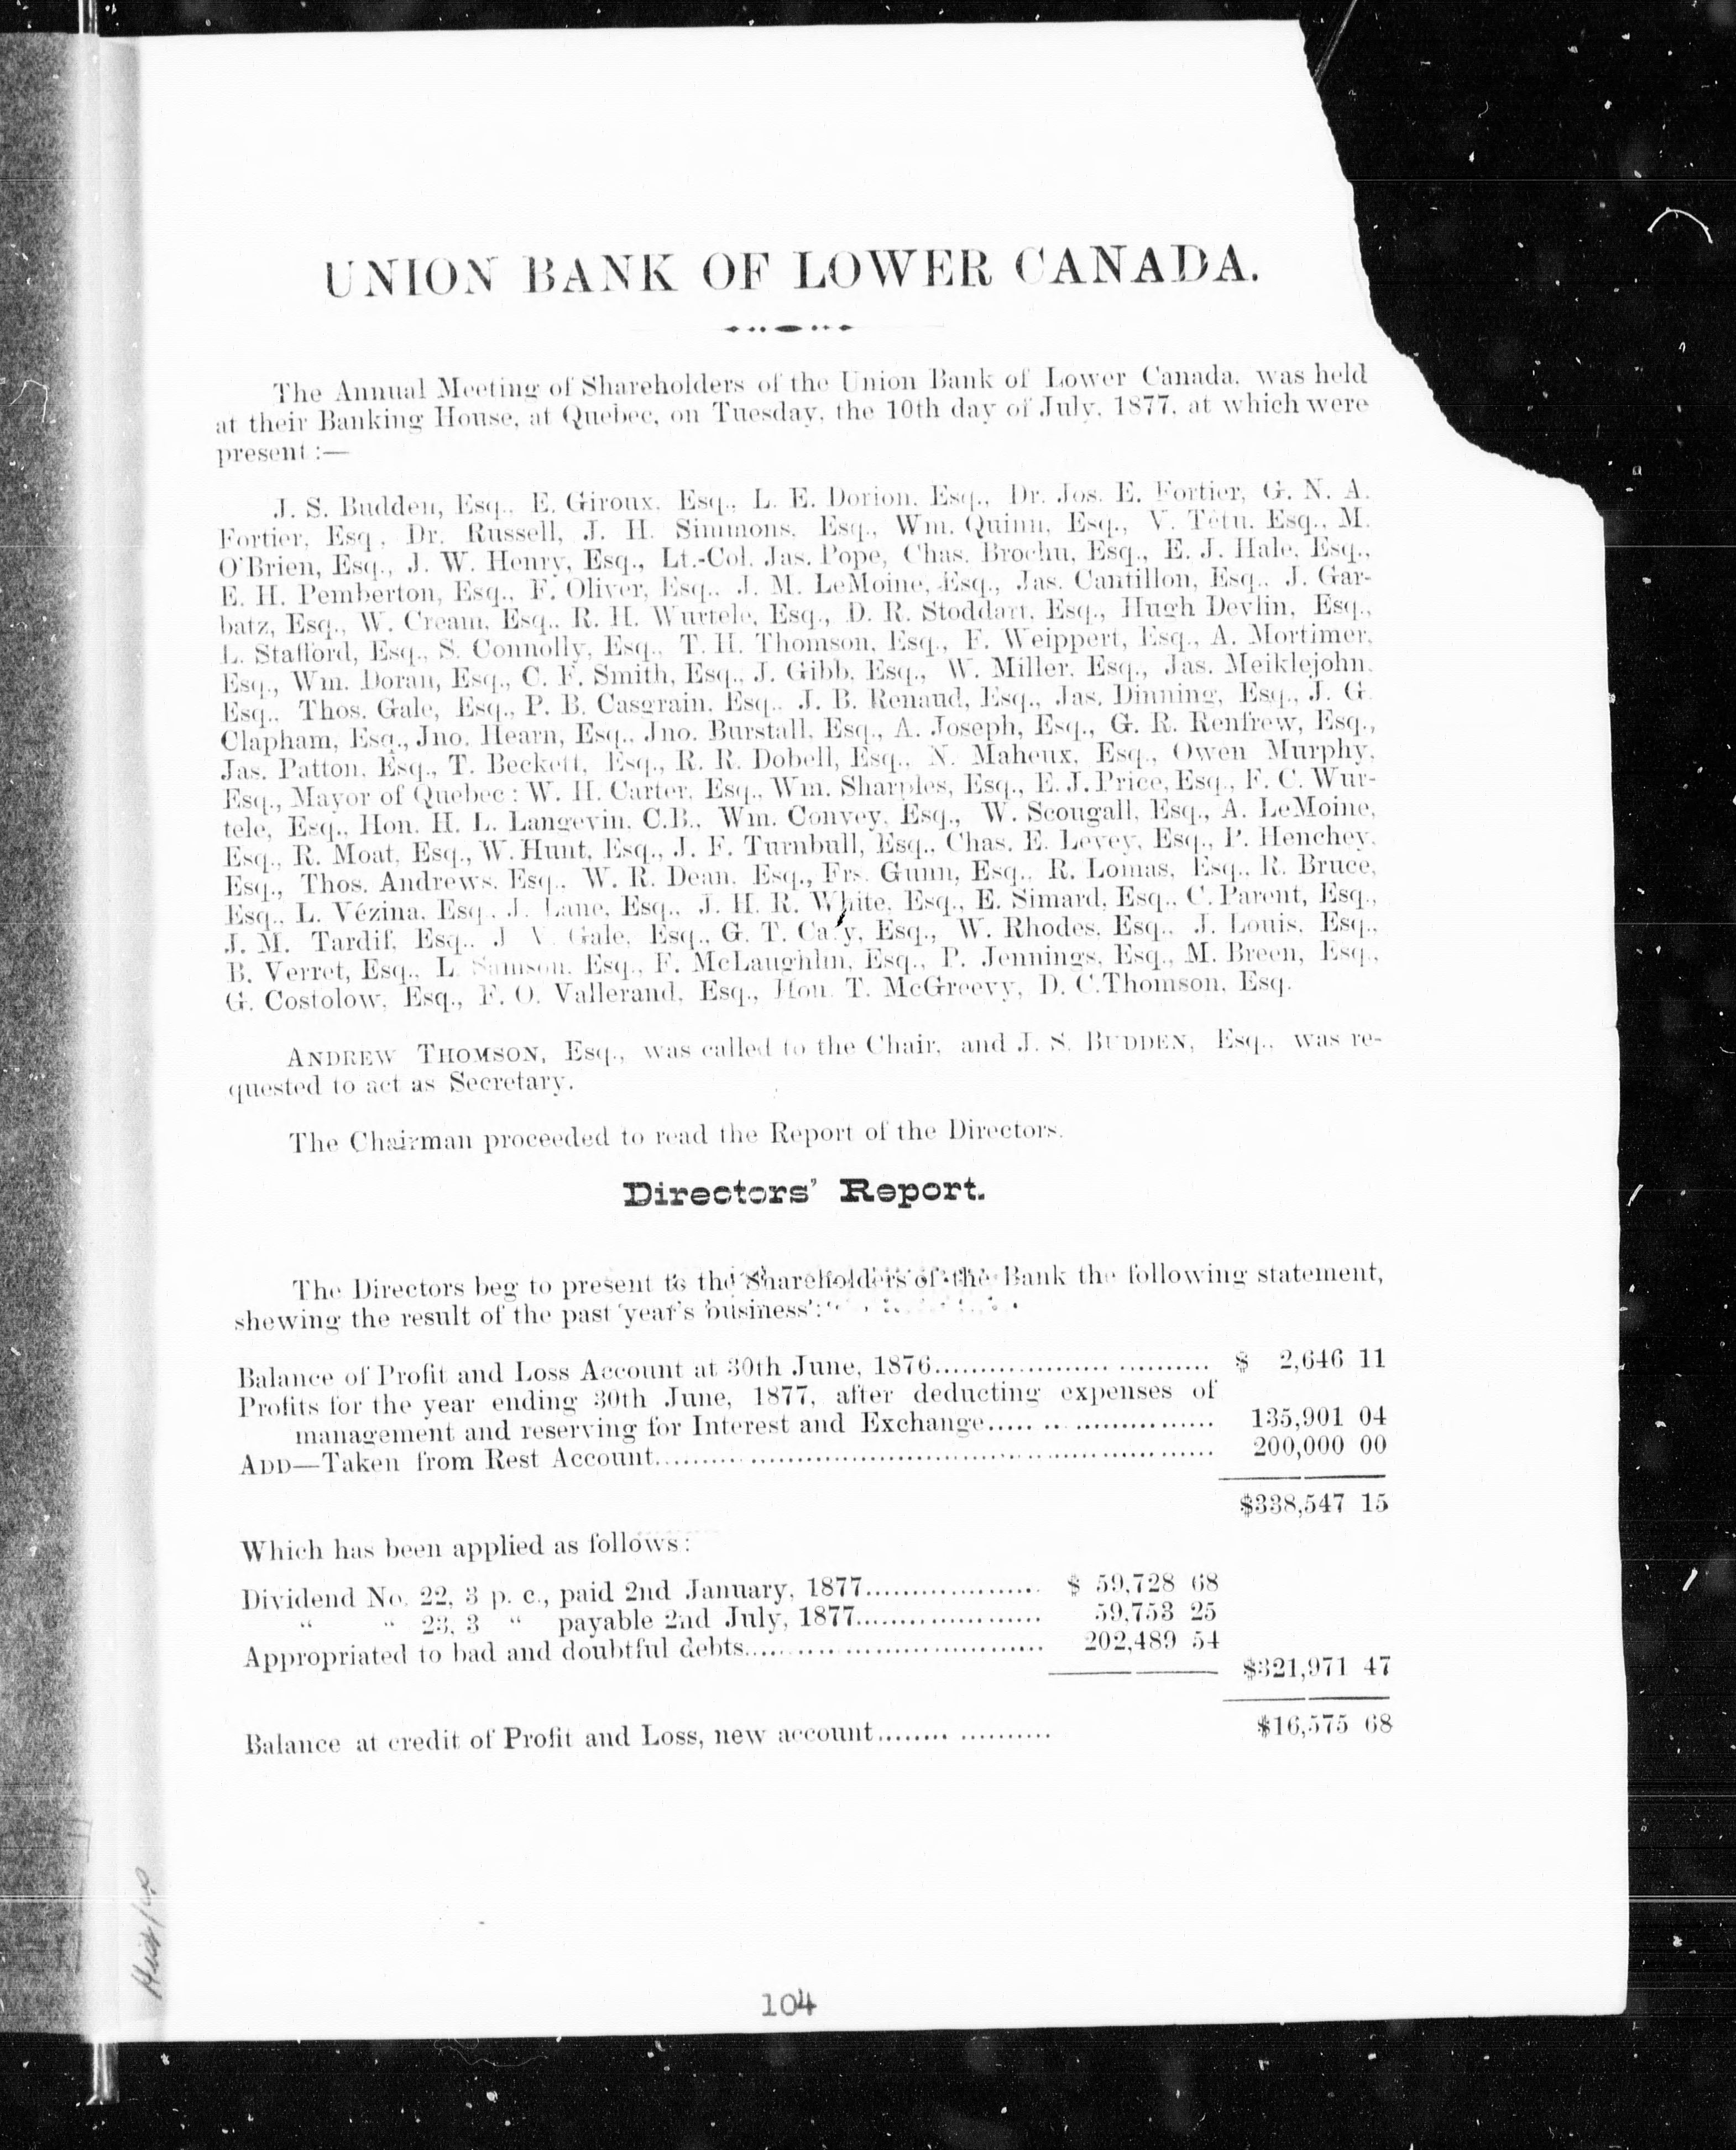 UNION BANK OF LOWER CANADA.
The Annual Meeting of Shareholders of the Union Bank of Lower Canada, was held
at their Banking House, at Quebec, on Tuesday, the 10th day of July, 1877, at which were
present :—
J. S. Budden, Esq., E. Giroux, Esq., L. E. Dorion, Esq., Dr. Jos. E. Fortier, G. N. A.
Fortier, Esq., Dr. Russell, J. H. Simmons, Esq., Wm. Quinn, Esq., V. Têtu, Esq., M.
O'Brien, Esq., J. W. Henry, Esq., Lt.-Col. Jas. Pope, Chas. Brochu, Esq., E. J. Hale, Esq.,
E. H. Pemberton, Esq., F. Oliver, Esq., J. M. LeMoine, Esq., Jas. Cantillon, Esq., J. Gar-
batz, Esq., W. Cream, Esq., R. H. Wurtele, Esq., D. R. Stoddart, Esq., Hugh Devlin, Esq.,
L. Stafford, Esq., S. Connolly, Esq., T. H. Thomson, Esq., F. Weippert, Esq., A. Mortimer,
Esq., Wm. Doran, Esq., C. F. Smith, Esq., J. Gibb, Esq., W. Miller, Esq., Jas. Meiklejohn,
Esq., Thos. Gale, Esq., P. B. Casgrain, Esq., J. B. Renaud, Esq., Jas. Dinning, Esq., J. G.
Clapham, Esq., Jno. Hearn, Esq., Jno. Burstall, Esq., A. Joseph, Esq., G. R. Renfrew, Esq.,
Jas. Patton, Esq., T. Beckett, Esq., R. R. Dobell, Esq., N. Maheux, Esq., Owen Murphy,
Esq., Mayor of Quebec : W. H. Carter, Esq., Wm. Sharples, Esq., E. J. Price, Esq., F. C. Wur-
tele, Esq., Hon. H. L. Langevin, C.B., Wm. Convey, Esq., W. Scougall, Esq., A. LeMoine,
Esq., R. Moat, Esq., W. Hunt, Esq., J. F. Turnbull, Esq., Chas. E. Levey, Esq., P. Henchey,
Esq., Thos. Andrews, Esq., W. R. Dean, Esq., Frs. Gunn, Esq., R. Lomas, Esq., R. Bruce,
Esq., L. Vézina, Esq., J. Lane, Esq., J. H. R. White, Esq., E. Simard, Esq., C. Parent, Esq.,
J. M. Tardif, Esq., J. V. Gale, Esq., G. T. Cary, Esq., W. Rhodes, Esq., J. Louis, Esq.,
B. Verret, Esq., L. Samson, Esq., F. McLaughlin, Esq., P. Jennings, Esq., M. Breen, Esq.,
G. Costolow, Esq., F. O. Vallerand, Esq., Hon. T. McGreevy, D. C. Thomson, Esq.
ANDREW THOMSON, Esq., was called to the Chair, and J. S. BUDDEN, Esq., was re-
quested to act as Secretary.
The Chairman proceeded to read the Report of the Directors.
Directors' Report.
The Directors beg to present to the Shareholders of the Bank the following statement,
shewing the result of the past year's business:
Balance of Profit and Loss Account at 30th June, 1876.............................. $ 2,646 11
Profits for the year ending 30th June, 1877, after deducting expenses of
management and reserving for Interest and Exchange......................... 135,901 04
ADD—Taken from Rest Account.............................................................. 200,000 00
$338,547 15
Which has been applied as follows:
Dividend No. 22, 3 p. c., paid 2nd January, 1877................... $ 59,728 68
" " 23, 3 " payable 2nd July, 1877.................... 59,753 25
Appropriated to bad and doubtful debts................................ 202,489 54
$321,971 47
Balance at credit of Profit and Loss, new account.................. $16,575 68
104